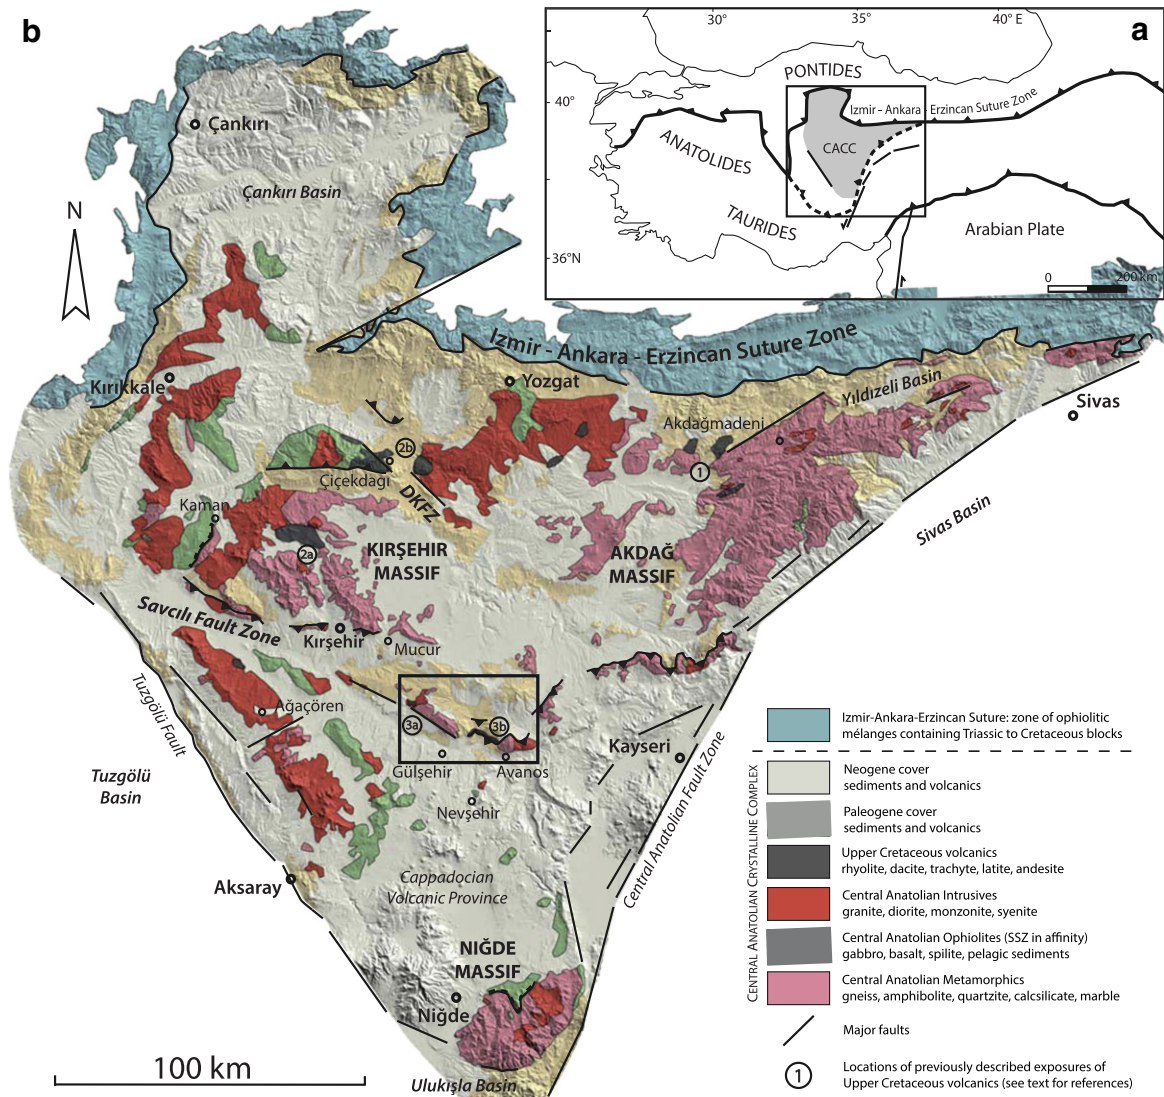 b
a
30°
35°
40° E
40°
36°N
PONTIDES
Izmir - Ankara - Erzincan Suture Zone
ANATOLIDES
CACC
TAURIDES
Arabian Plate
0
200 km
N
Çankırı
Çankırı Basin
Izmir - Ankara - Erzincan Suture Zone
Kırıkkale
Yozgat
Yıldızeli Basin
Sivas
Akdağmadeni
2b
1
Çiçekdağı
DKFZ
Kaman
2a
KIRŞEHIR
MASSIF
AKDAĞ
MASSIF
Sivas Basin
Savcılı Fault Zone
Kırşehir
Mucur
Tuzgölü Fault
Ağaçören
3a
3b
Gülşehir
Avanos
Kayseri
Tuzgölü
Basin
Nevşehir
Central Anatolian Fault Zone
Aksaray
Cappadocian
Volcanic Province
NIĞDE
MASSIF
Niğde
100 km
Ulukışla Basin
Izmir-Ankara-Erzincan Suture: zone of ophiolitic
mélanges containing Triassic to Cretaceous blocks
CENTRAL ANATOLIAN CRYSTALLINE COMPLEX
Neogene cover
sediments and volcanics
Paleogene cover
sediments and volcanics
Upper Cretaceous volcanics
rhyolite, dacite, trachyte, latite, andesite
Central Anatolian Intrusives
granite, diorite, monzonite, syenite
Central Anatolian Ophiolites (SSZ in affinity)
gabbro, basalt, spilite, pelagic sediments
Central Anatolian Metamorphics
gneiss, amphibolite, quartzite, calcsilicate, marble
Major faults
1
Locations of previously described exposures of
Upper Cretaceous volcanics (see text for references)